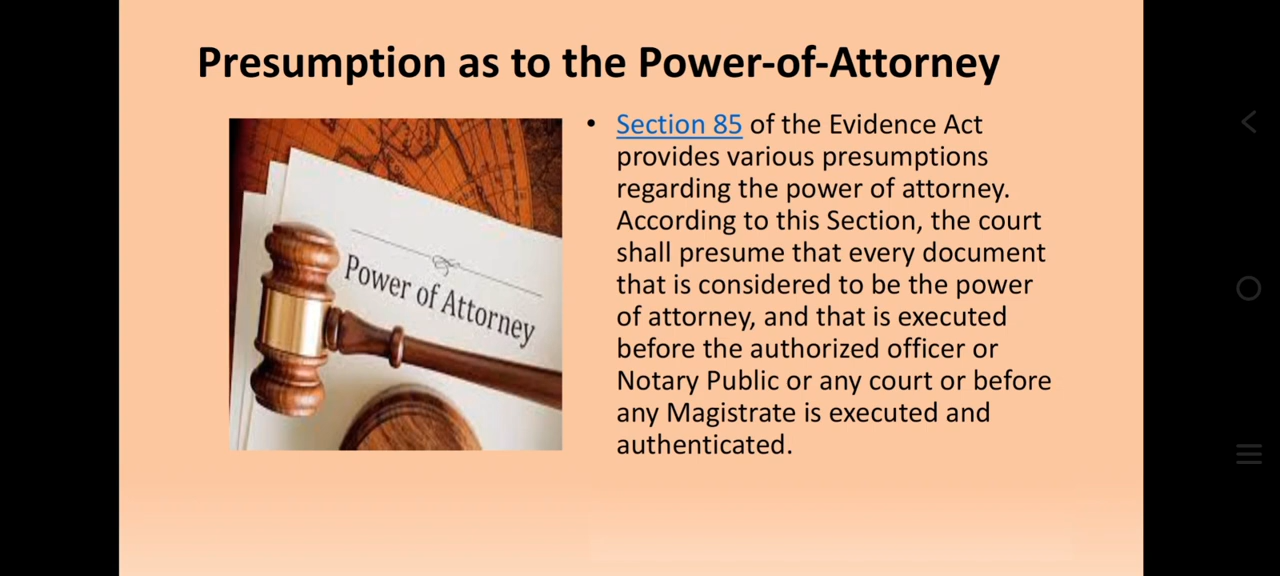 Presumption as to the Power-of-Attorney
Power of Attorney
• Section 85 of the Evidence Act
provides various presumptions
regarding the power of attorney.
According to this Section, the court
shall presume that every document
that is considered to be the power
of attorney, and that is executed
before the authorized officer or
Notary Public or any court or before
any Magistrate is executed and
authenticated.